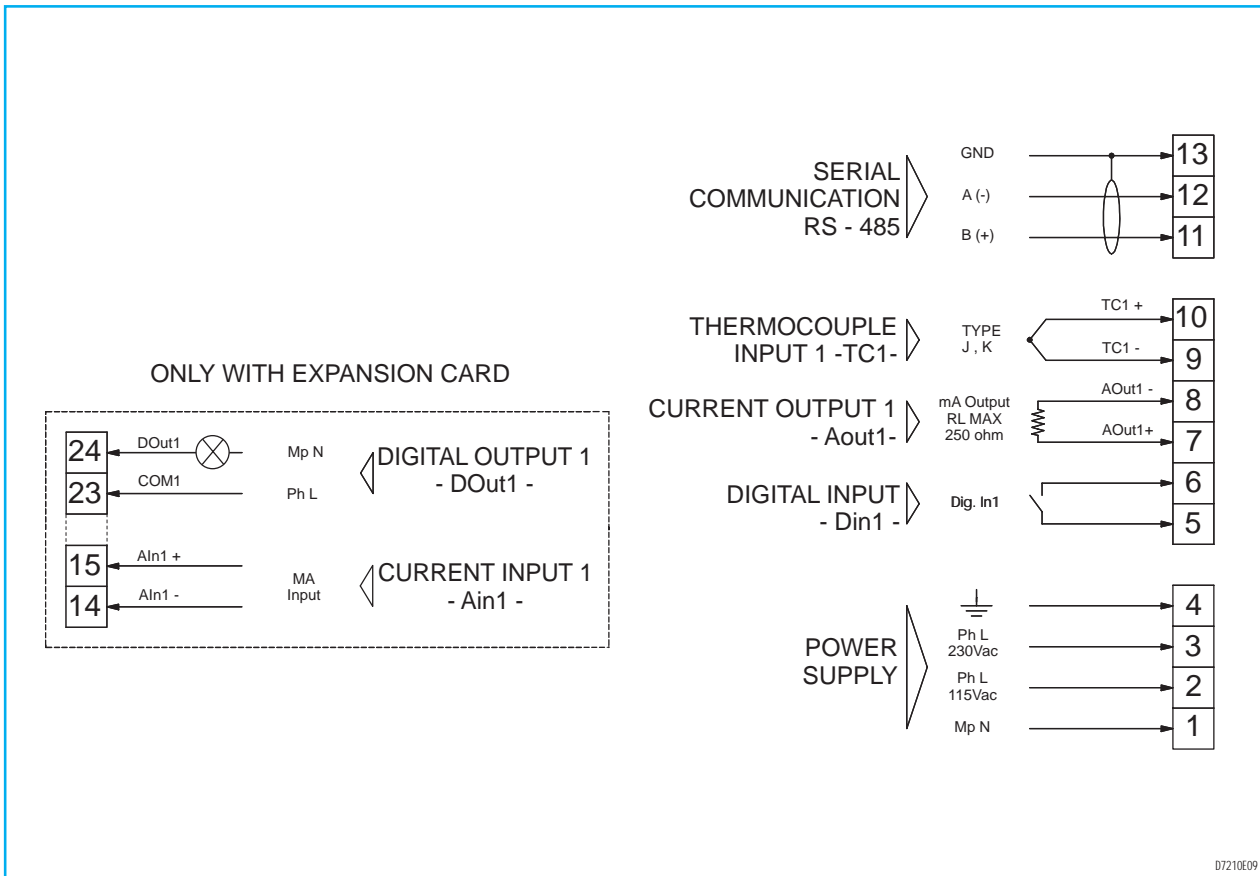 ONLY WITH EXPANSION CARD
24
DOut1
Mp N
23
COM1
Ph L
DIGITAL OUTPUT 1
- DOut1 -
15
AIn1 +
14
AIn1 -
MA
Input
CURRENT INPUT 1
- Ain1 -
SERIAL
COMMUNICATION
RS - 485
GND
13
A (-)
12
B (+)
11
THERMOCOUPLE
INPUT 1 -TC1-
TYPE
J , K
TC1 +
10
TC1 -
9
CURRENT OUTPUT 1
- Aout1-
mA Output
RL MAX
250 ohm
AOut1 -
8
AOut1+
7
DIGITAL INPUT
- Din1 -
Dig. In1
6
5
POWER
SUPPLY
4
Ph L
230Vac
3
Ph L
115Vac
2
Mp N
1
D7210E09